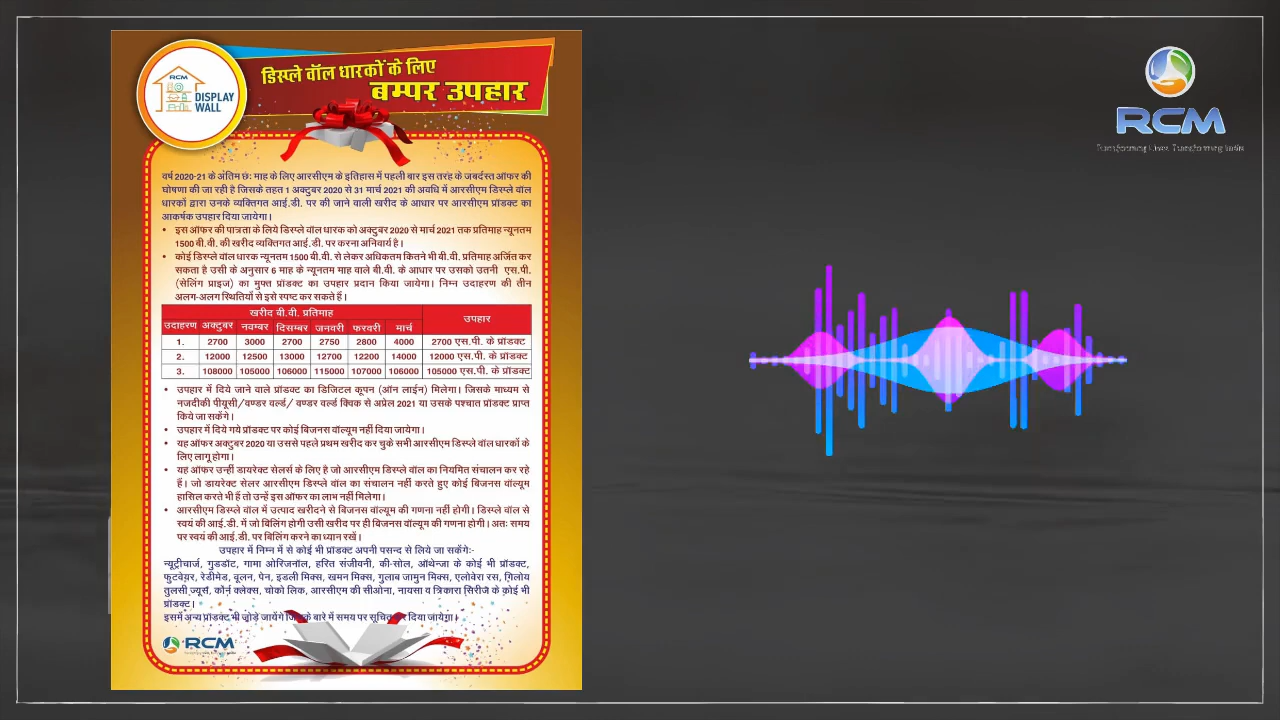 RCM
DISPLAY
WALL
डिस्प्ले वॉल धारकों के लिए
बम्पर उपहार
वर्ष 2020-21 के अंतिम छः माह के लिए आरसीएम के इतिहास में पहली बार इस तरह के जबर्दस्त ऑफर की
घोषणा की जा रही है जिसके तहत 1 अक्टुबर 2020 से 31 मार्च 2021 की अवधि में आरसीएम डिस्प्ले वॉल
धारकों द्वारा उनके व्यक्तिगत आई.डी. पर की जाने वाली खरीद के आधार पर आरसीएम प्रॉडक्ट का
आकर्षक उपहार दिया जायेगा।
• इस ऑफर की पात्रता के लिये डिस्प्ले वॉल धारक को अक्टुबर 2020 से मार्च 2021 तक प्रतिमाह न्यूनतम
1500 बी.वी. की खरीद व्यक्तिगत आई.डी. पर करना अनिवार्य है।
• कोई डिस्प्ले वॉल धारक न्यूनतम 1500 बी.वी. से लेकर अधिकतम कितने भी बी.वी. प्रतिमाह अर्जित कर
सकता है उसी के अनुसार 6 माह के न्यूनतम माह वाले बी.वी. के आधार पर उसको उतनी एस.पी.
(सेलिंग प्राइज) का मुफ्त प्रॉडक्ट का उपहार प्रदान किया जायेगा। निम्न उदाहरण की तीन
अलग-अलग स्थितियों से इसे स्पष्ट कर सकते हैं।
खरीद बी.वी. प्रतिमाह उपहार
उदाहरण अक्टुबर नवम्बर दिसम्बर जनवरी फरवरी मार्च
1. 2700 3000 2700 2750 2800 4000 2700 एस.पी. के प्रॉडक्ट
2. 12000 12500 13000 12700 12200 14000 12000 एस.पी. के प्रॉडक्ट
3. 108000 105000 106000 115000 107000 106000 105000 एस.पी. के प्रॉडक्ट
• उपहार में दिये जाने वाले प्रॉडक्ट का डिजिटल कूपन (ऑन लाईन) मिलेगा। जिसके माध्यम से
नजदीकी पीयूसी/वण्डर वर्ल्ड/ वण्डर वर्ल्ड क्विक से अप्रेल 2021 या उसके पश्चात प्रॉडक्ट प्राप्त
किये जा सकेंगे।
• उपहार में दिये गये प्रॉडक्ट पर कोई बिजनस वॉल्यूम नहीं दिया जायेगा।
• यह ऑफर अक्टुबर 2020 या उससे पहले प्रथम खरीद कर चुके सभी आरसीएम डिस्प्ले वॉल धारकों के
लिए लागू होगा।
• यह ऑफर उन्हीं डायरेक्ट सेलर्स के लिए है जो आरसीएम डिस्प्ले वॉल का नियमित संचालन कर रहे
हैं। जो डायरेक्ट सेलर आरसीएम डिस्प्ले वॉल का संचालन नहीं करते हुए कोई बिजनस वॉल्यूम
हासिल करते भी हैं तो उन्हें इस ऑफर का लाभ नहीं मिलेगा।
• आरसीएम डिस्प्ले वॉल में उत्पाद खरीदने से बिजनस वॉल्यूम की गणना नहीं होगी। डिस्प्ले वॉल से
स्वयं की आई.डी. में जो बिलिंग होगी उसी खरीद पर ही बिजनस वॉल्यूम की गणना होगी। अतः समय
पर स्वयं की आई.डी. पर बिलिंग करने का ध्यान रखें।
उपहार में निम्न में से कोई भी प्रॉडक्ट अपनी पसन्द से लिये जा सकेंगेः-
न्यूट्रीचार्ज, गुडडॉट, गामा ओरिजनॉल, हरित संजीवनी, की-सोल, ऑथेन्जा के कोई भी प्रॉडक्ट,
फुटवेयर, रेडीमेड, वूलन, पेन, इडली मिक्स, खमन मिक्स, गुलाब जामुन मिक्स, एलोवेरा रस, गिलोय
तुलसी ज्यूस, कॉर्न फ्लेक्स, चोको लिक, आरसीएम की सीओना, नायसा व त्रिकारा सिरीज के कोई भी
प्रॉडक्ट।
इसमें अन्य प्रॉडक्ट भी जोड़े जायेंगे जिनके बारे में समय पर सूचित कर दिया जायेगा।
RCM
RCM
Transforming Lives, Transforming India